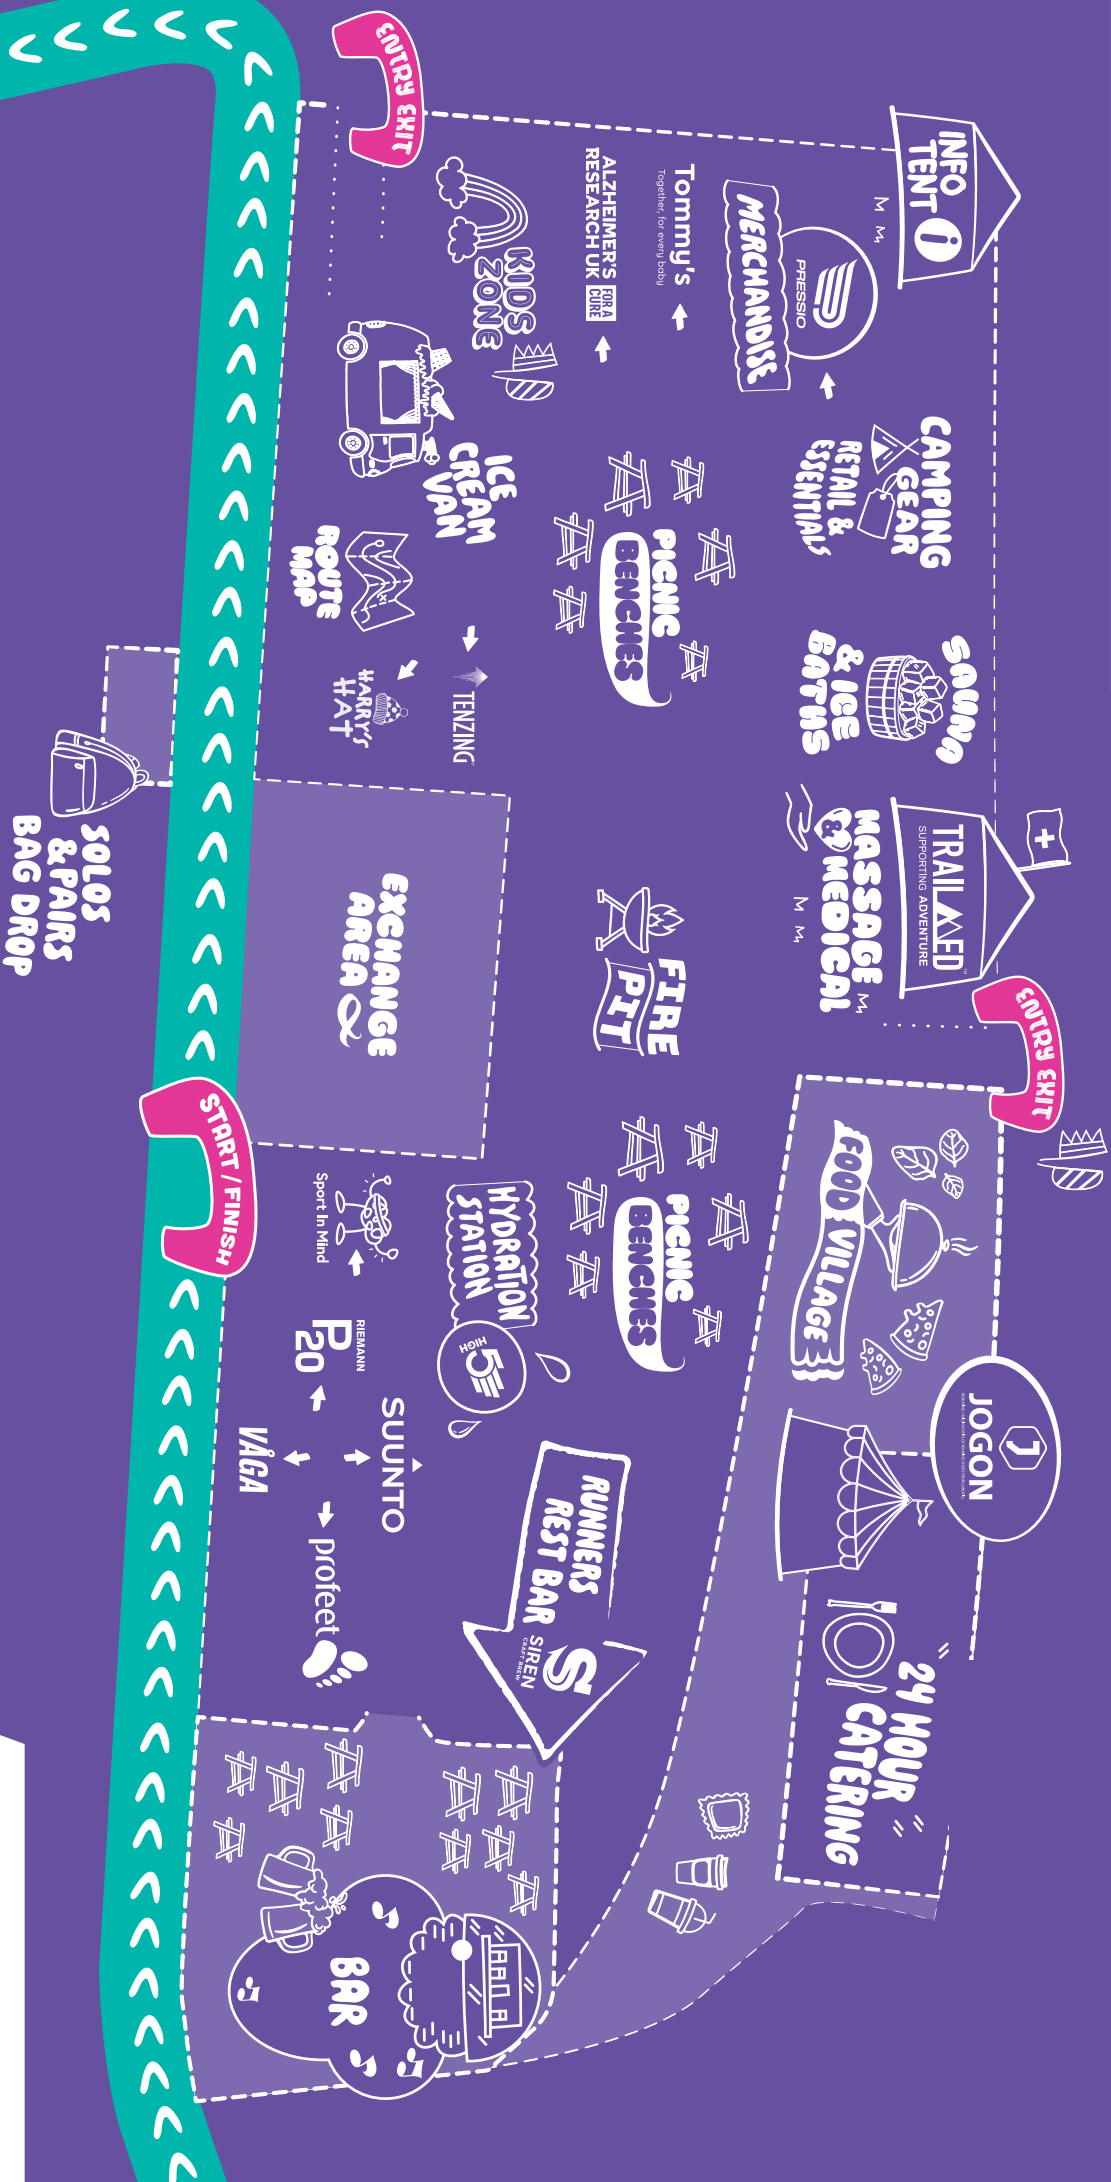 ENTRY EXIT
INFO
TENT
i
MERCHANDISE
PRESSIO
Tommy's
Together, for every baby
ALZHEIMER'S
RESEARCH UK
FOR A
CURE
KIDS
ZONE
ICE
CREAM
VAN
CAMPING
GEAR
RETAIL &
ESSENTIALS
PICNIC
BENCHES
ROUTE
MAP
SAUNA
& ICE
BATHS
TENZING
HARRY'S
HAT
SOLOS
& PAIRS
BAG DROP
TRAILMED
SUPPORTING ADVENTURE
MASSAGE
& MEDICAL
EXCHANGE
AREA
FIRE
PIT
ENTRY EXIT
START / FINISH
FOOD VILLAGE
PICNIC
BENCHES
HYDRATION
STATION
HIGH
5
Sport In Mind
RIEMANN
P
20
SUUNTO
VÅGA
profeet
JOGON
RUNNERS
REST BAR
SIREN
CRAFT BREW
24 HOUR
CATERING
BAR